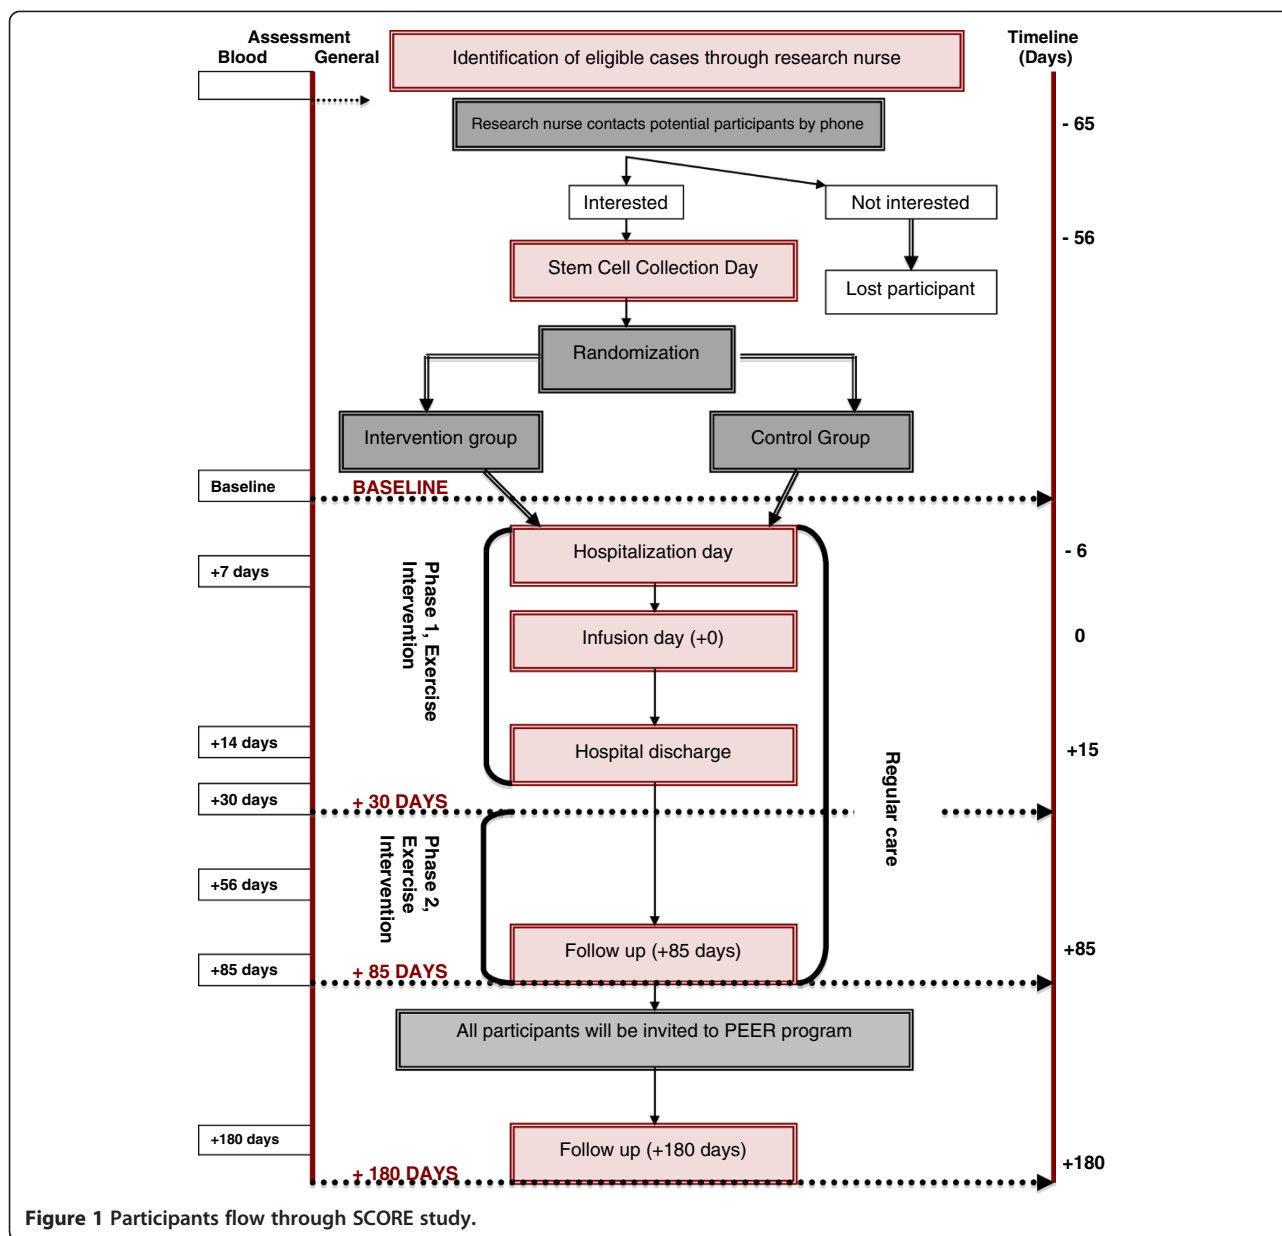 Assessment
Blood General
Timeline
(Days)
Identification of eligible cases through research nurse
Research nurse contacts potential participants by phone
- 65
Interested
Not interested
- 56
Stem Cell Collection Day
Lost participant
Randomization
Intervention group
Control Group
Baseline
BASELINE
Hospitalization day
- 6
+7 days
Phase 1, Exercise
Intervention
Infusion day (+0)
0
+14 days
Hospital discharge
+15
Regular care
+30 days
+ 30 DAYS
Phase 2,
Exercise
Intervention
+56 days
Follow up (+85 days)
+85
+85 days
+ 85 DAYS
All participants will be invited to PEER program
+180 days
Follow up (+180 days)
+ 180 DAYS
+180
Figure 1 Participants flow through SCORE study.